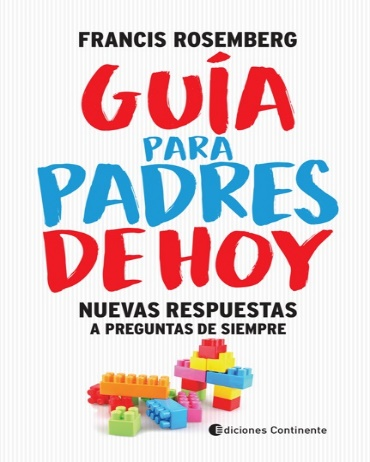 FRANCIS ROSEMBERG
GUÍA
PARA
PADRES
DE HOY
NUEVAS RESPUESTAS
A PREGUNTAS DE SIEMPRE
Ediciones Continente